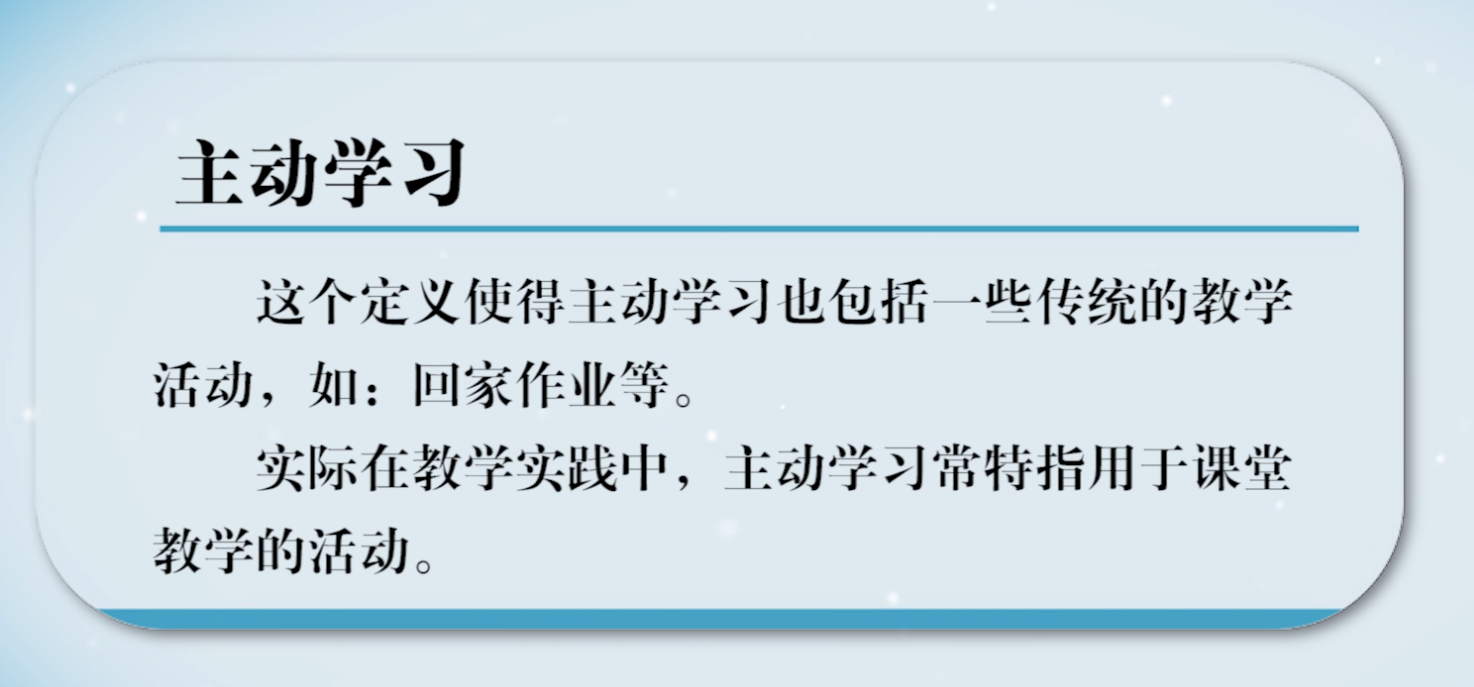 主动学习
这个定义使得主动学习也包括一些传统的教学
活动，如：回家作业等。
实际在教学实践中，主动学习常特指用于课堂
教学的活动。